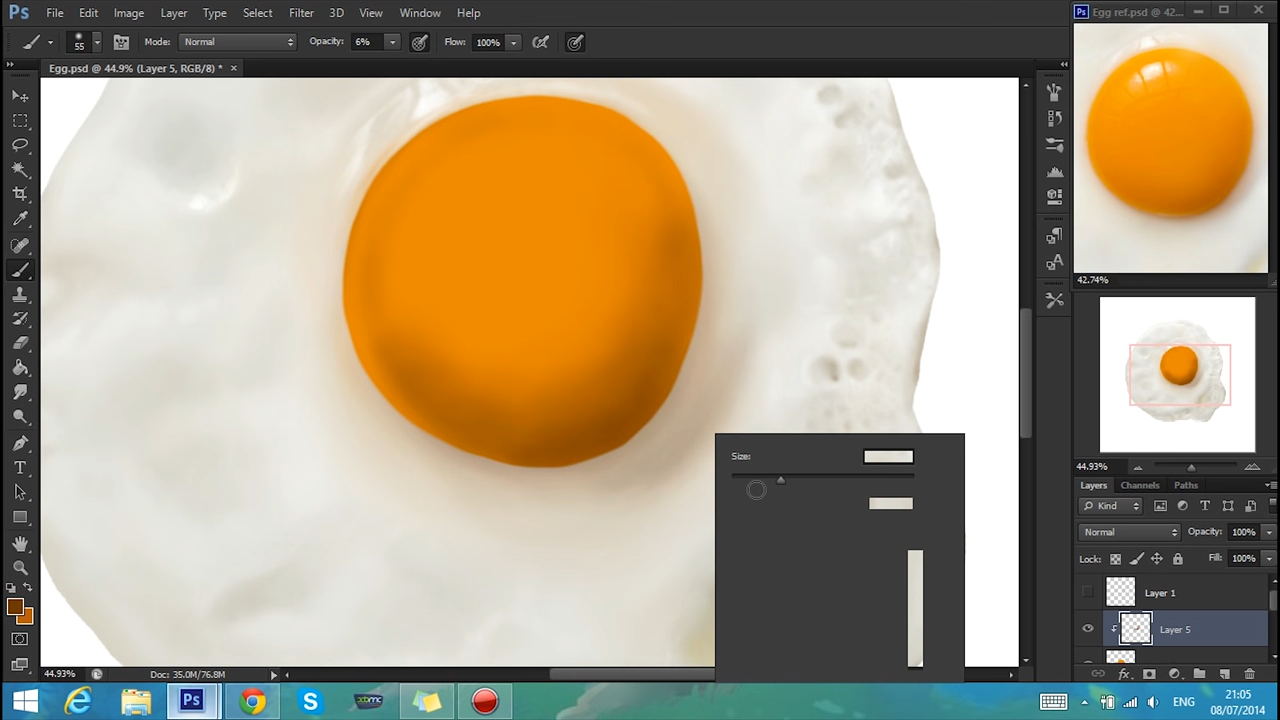 Ps File Edit Image Layer Type Select Filter 3D View Window Help
55 Mode: Normal Opacity: 6% Flow: 100%
Egg.psd @ 44.9% (Layer 5, RGB/8) * ×
Ps Egg ref.psd @ 42...
42.74%
Size:
44.93%
Layers Channels Paths
Kind
Normal Opacity: 100%
Lock: Fill: 100%
Layer 1
Layer 5
44.93% Doc: 35.0M/76.8M
Ps
ENG
21:05
08/07/2014